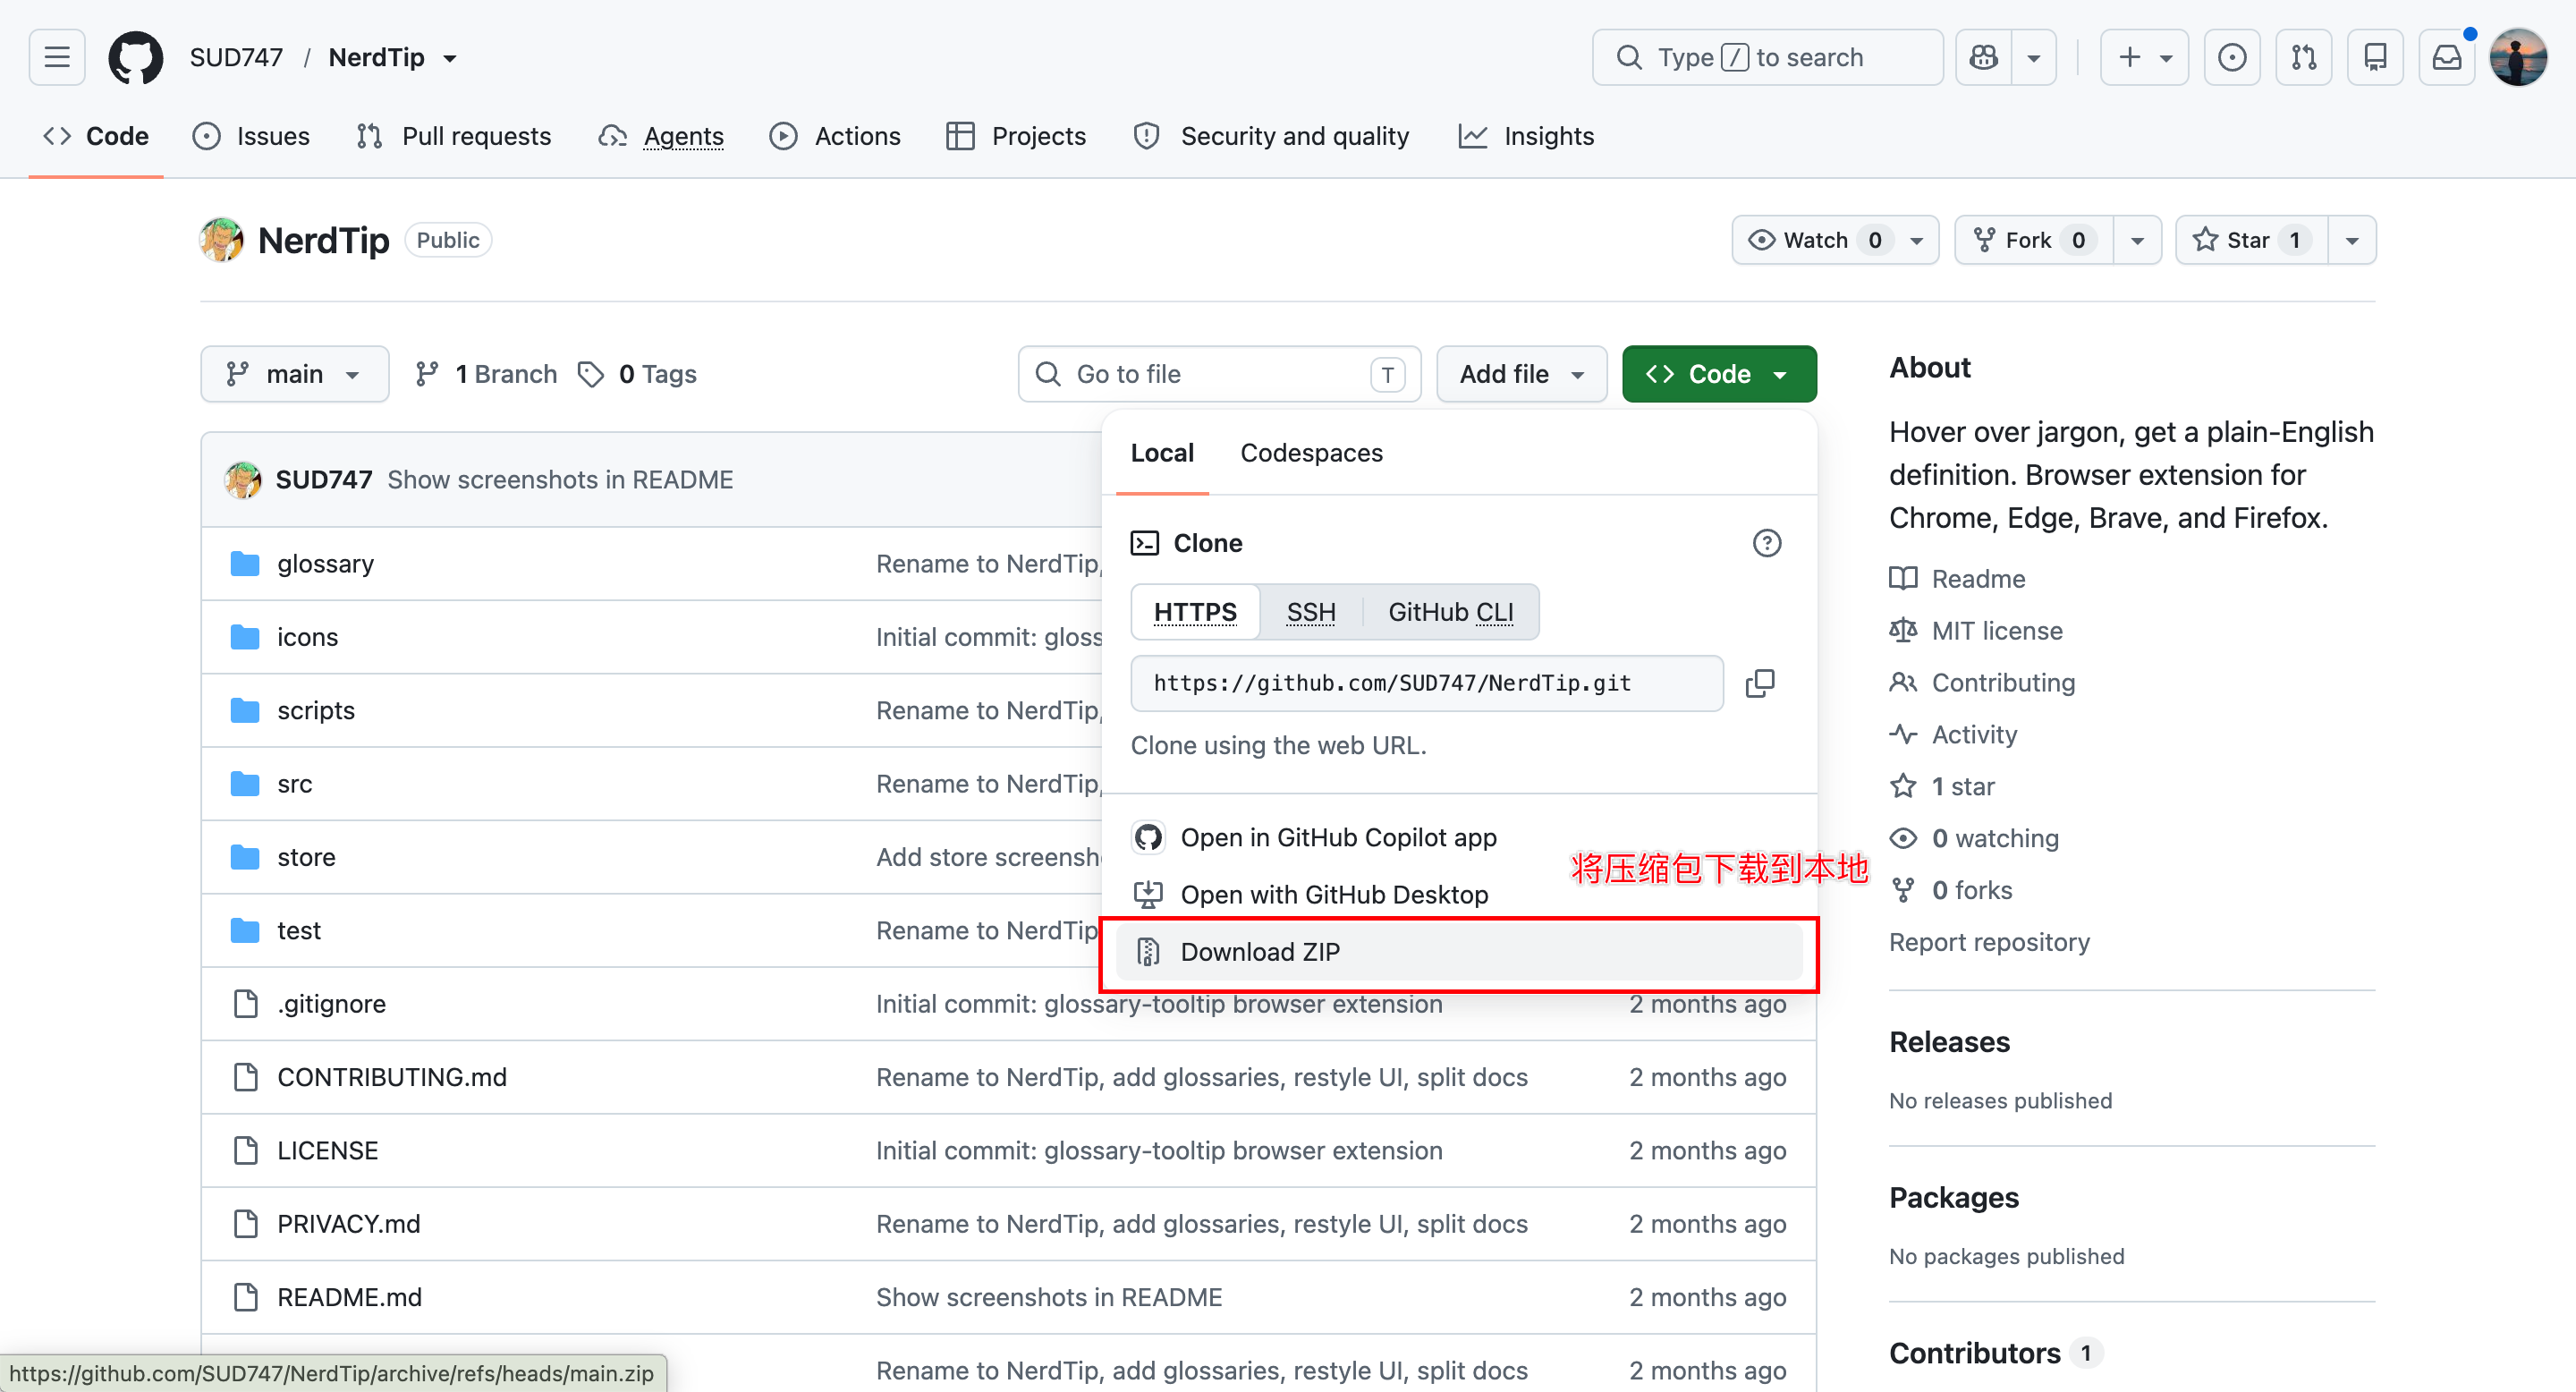 SUD747 / NerdTip
Type / to search
Code
Issues
Pull requests
Agents
Actions
Projects
Security and quality
Insights
NerdTip Public
Watch 0
Fork 0
Star 1
main
1 Branch
0 Tags
Go to file T
Add file
Code
Local
Codespaces
Clone
HTTPS
SSH
GitHub CLI
https://github.com/SUD747/NerdTip.git
Clone using the web URL.
Open in GitHub Copilot app
将压缩包下载到本地
Open with GitHub Desktop
Download ZIP
SUD747 Show screenshots in README
glossary Rename to NerdTip,
icons Initial commit: gloss
scripts Rename to NerdTip,
src Rename to NerdTip,
store Add store screensh
test Rename to NerdTip
.gitignore Initial commit: glossary-tooltip browser extension 2 months ago
CONTRIBUTING.md Rename to NerdTip, add glossaries, restyle UI, split docs 2 months ago
LICENSE Initial commit: glossary-tooltip browser extension 2 months ago
PRIVACY.md Rename to NerdTip, add glossaries, restyle UI, split docs 2 months ago
README.md Show screenshots in README 2 months ago
Rename to NerdTip, add glossaries, restyle UI, split docs 2 months ago
https://github.com/SUD747/NerdTip/archive/refs/heads/main.zip
About
Hover over jargon, get a plain-English
definition. Browser extension for
Chrome, Edge, Brave, and Firefox.
Readme
MIT license
Contributing
Activity
1 star
0 watching
0 forks
Report repository
Releases
No releases published
Packages
No packages published
Contributors 1